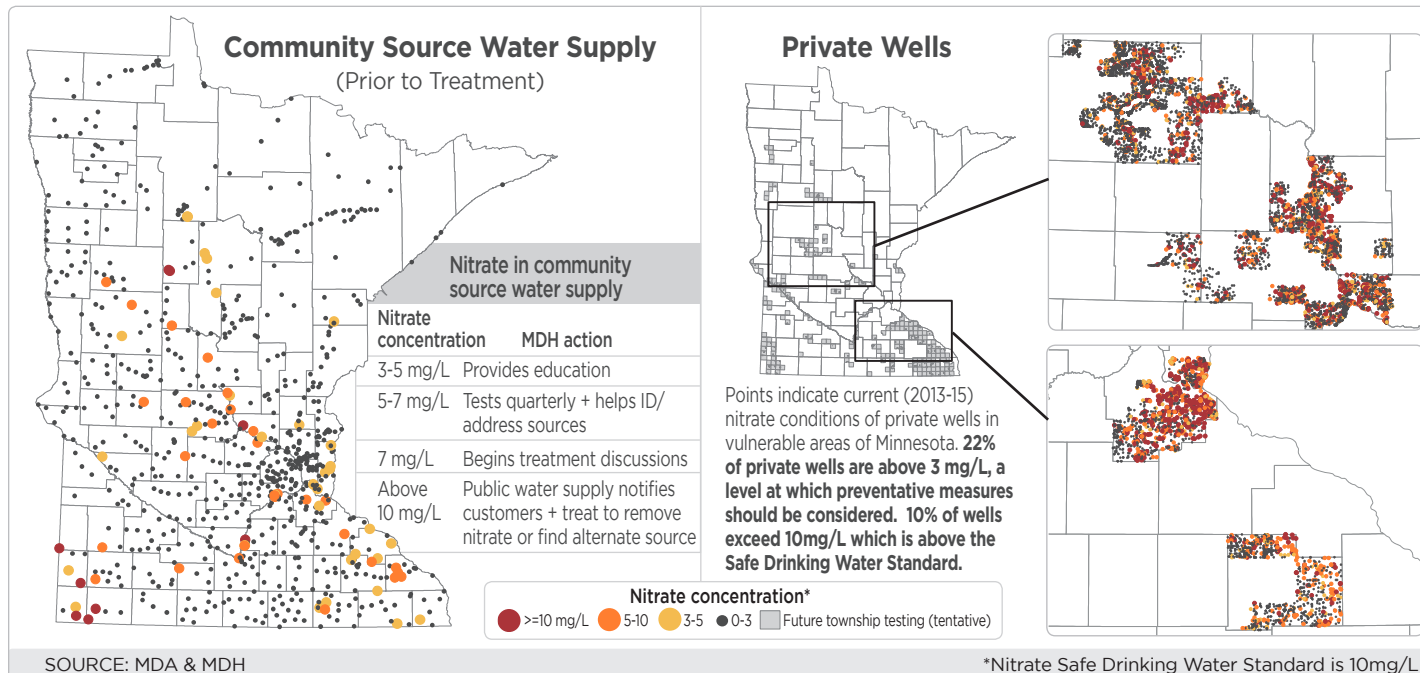 Community Source Water Supply
(Prior to Treatment)
Nitrate in community
source water supply
Nitrate
concentration MDH action
3-5 mg/L Provides education
5-7 mg/L Tests quarterly + helps ID/
address sources
7 mg/L Begins treatment discussions
Above Public water supply notifies
10 mg/L customers + treat to remove
nitrate or find alternate source
Private Wells
Points indicate current (2013-15)
nitrate conditions of private wells in
vulnerable areas of Minnesota. 22%
of private wells are above 3 mg/L, a
level at which preventative measures
should be considered. 10% of wells
exceed 10mg/L which is above the
Safe Drinking Water Standard.
Nitrate concentration*
>=10 mg/L 5-10 3-5 0-3 Future township testing (tentative)
SOURCE: MDA & MDH
*Nitrate Safe Drinking Water Standard is 10mg/L